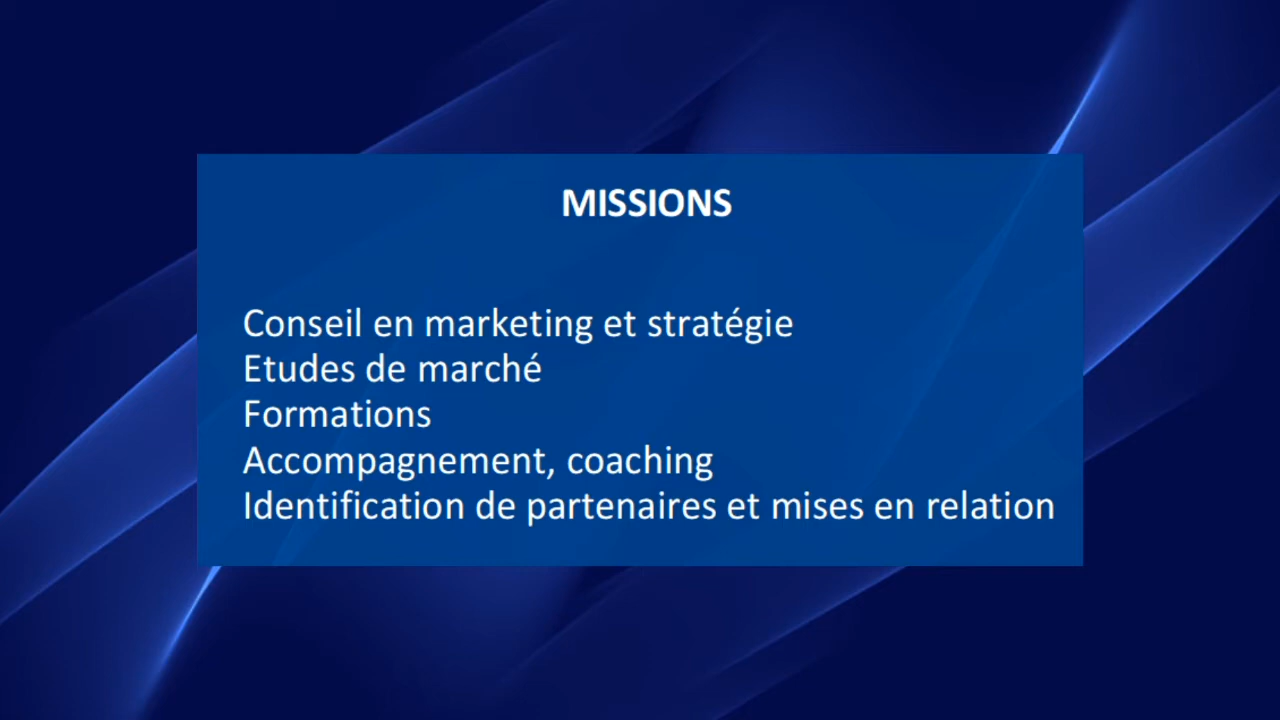 MISSIONS
Conseil en marketing et stratégie
Etudes de marché
Formations
Accompagnement, coaching
Identification de partenaires et mises en relation